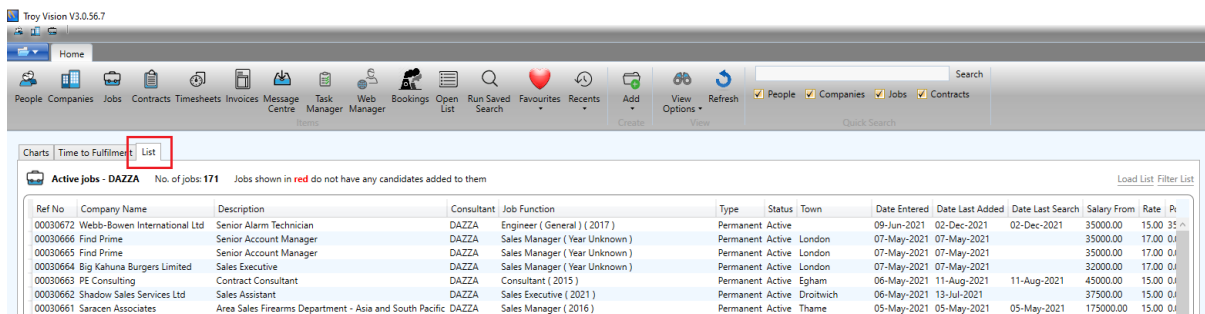 Troy Vision V3.0.56.7
Home
People Companies Jobs Contracts Timesheets Invoices Message Centre Task Manager Web Manager Bookings Open List Run Saved Search Favourites Recents Add View Options Refresh
Search
People Companies Jobs Contracts
Items Create View Quick Search
Charts Time to Fulfilment List
Active jobs - DAZZA No. of jobs: 171 Jobs shown in red do not have any candidates added to them Load List Filter List
Ref No Company Name Description Consultant Job Function Type Status Town Date Entered Date Last Added Date Last Search Salary From Rate
00030672 Webb-Bowen International Ltd Senior Alarm Technician DAZZA Engineer ( General ) ( 2017 ) Permanent Active 09-Jun-2021 02-Dec-2021 02-Dec-2021 35000.00 15.00
00030666 Find Prime Senior Account Manager DAZZA Sales Manager ( Year Unknown ) Permanent Active London 07-May-2021 07-May-2021 35000.00 17.00
00030665 Find Prime Senior Account Manager DAZZA Sales Manager ( Year Unknown ) Permanent Active London 07-May-2021 07-May-2021 35000.00 17.00
00030664 Big Kahuna Burgers Limited Sales Executive DAZZA Sales Manager ( Year Unknown ) Permanent Active London 07-May-2021 07-May-2021 32000.00 17.00
00030663 PE Consulting Contract Consultant DAZZA Consultant ( 2015 ) Permanent Active Egham 06-May-2021 11-Aug-2021 11-Aug-2021 45000.00 15.00
00030662 Shadow Sales Services Ltd Sales Assistant DAZZA Sales Executive ( 2021 ) Permanent Active Droitwich 06-May-2021 13-Jul-2021 37500.00 15.00
00030661 Saracen Associates Area Sales Firearms Department - Asia and South Pacific DAZZA Sales Manager ( 2016 ) Permanent Active Thame 05-May-2021 05-May-2021 05-May-2021 175000.00 15.00